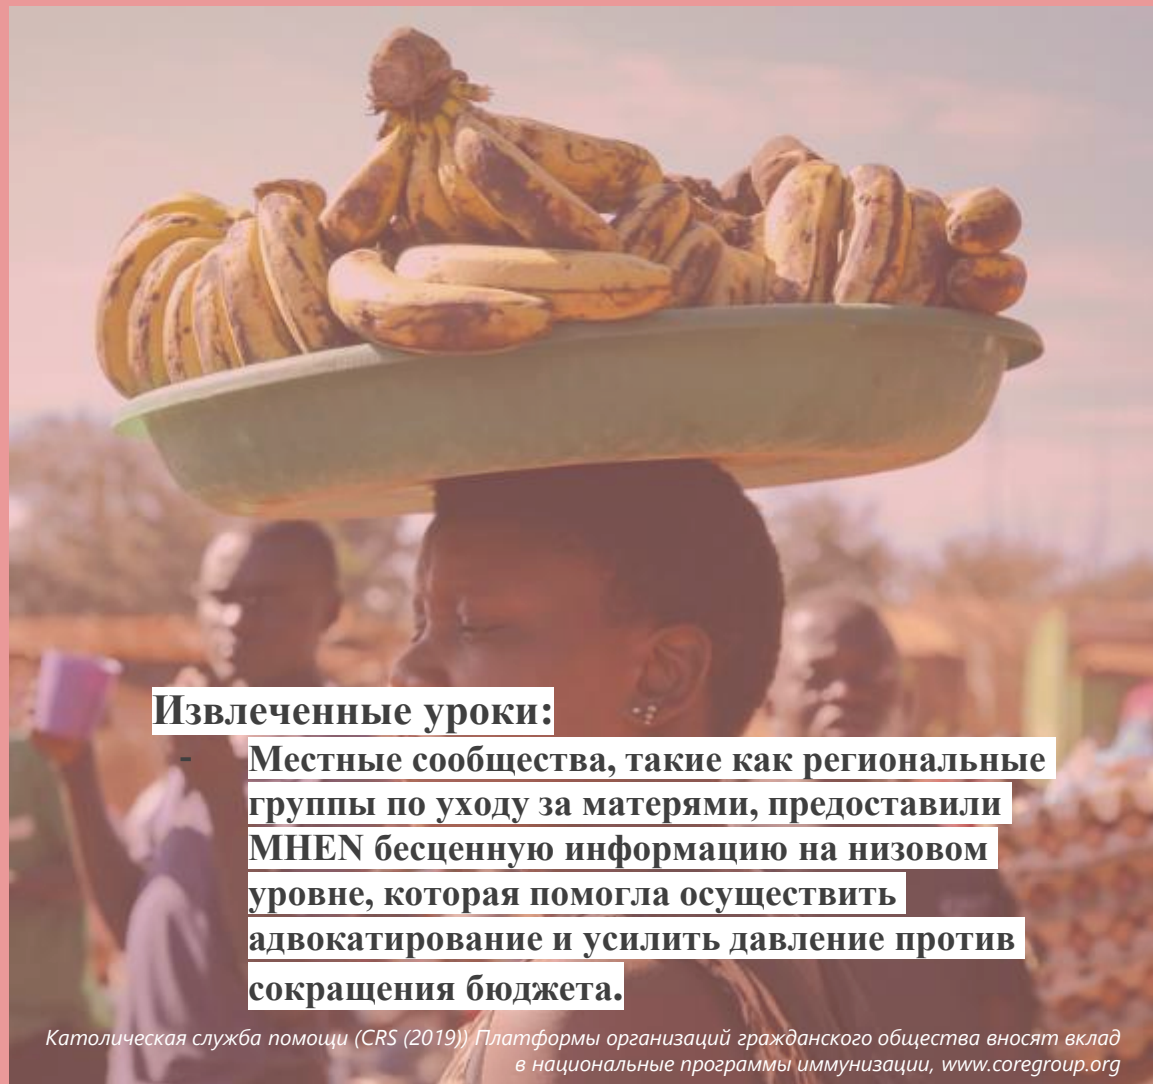 Извлеченные уроки:
- Местные сообщества, такие как региональные
группы по уходу за матерями, предоставили
MHEN бесценную информацию на низовом
уровне, которая помогла осуществить
адвокатирование и усилить давление против
сокращения бюджета.
Католическая служба помощи (CRS (2019)) Платформы организаций гражданского общества вносят вклад
в национальные программы иммунизации, www.coregroup.org